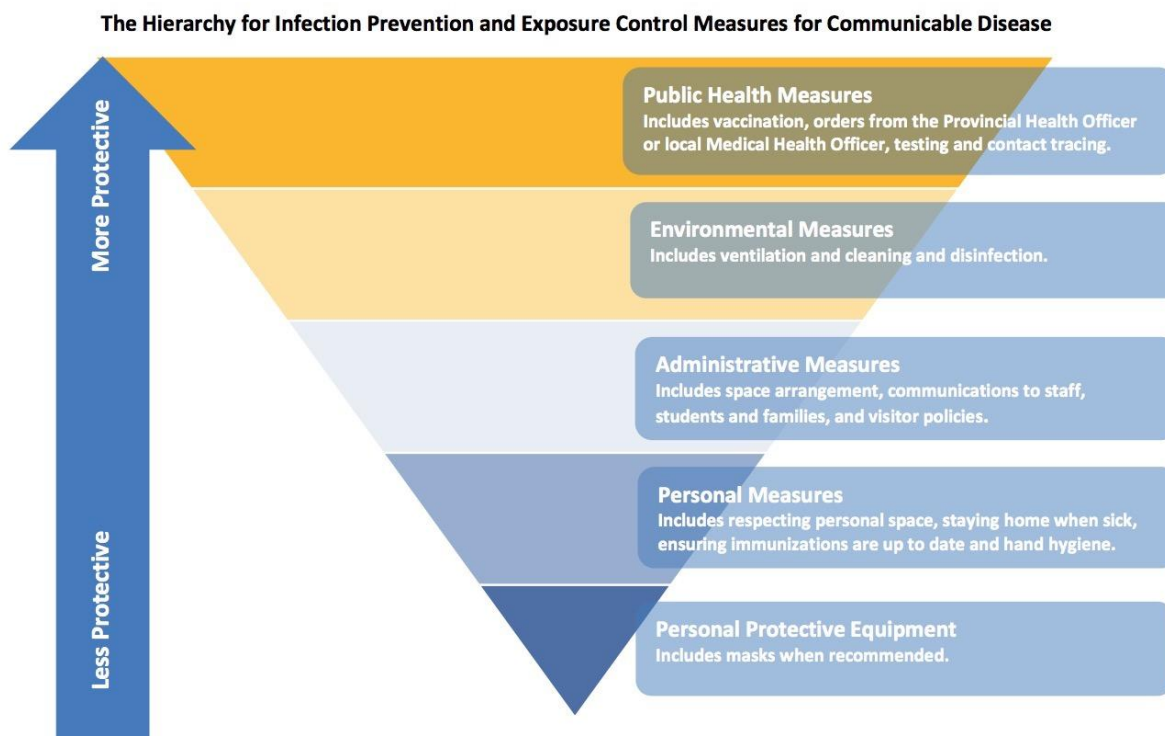 The Hierarchy for Infection Prevention and Exposure Control Measures for Communicable Disease
More Protective
Less Protective
Public Health Measures
Includes vaccination, orders from the Provincial Health Officer
or local Medical Health Officer, testing and contact tracing.
Environmental Measures
Includes ventilation and cleaning and disinfection.
Administrative Measures
Includes space arrangement, communications to staff,
students and families, and visitor policies.
Personal Measures
Includes respecting personal space, staying home when sick,
ensuring immunizations are up to date and hand hygiene.
Personal Protective Equipment
Includes masks when recommended.